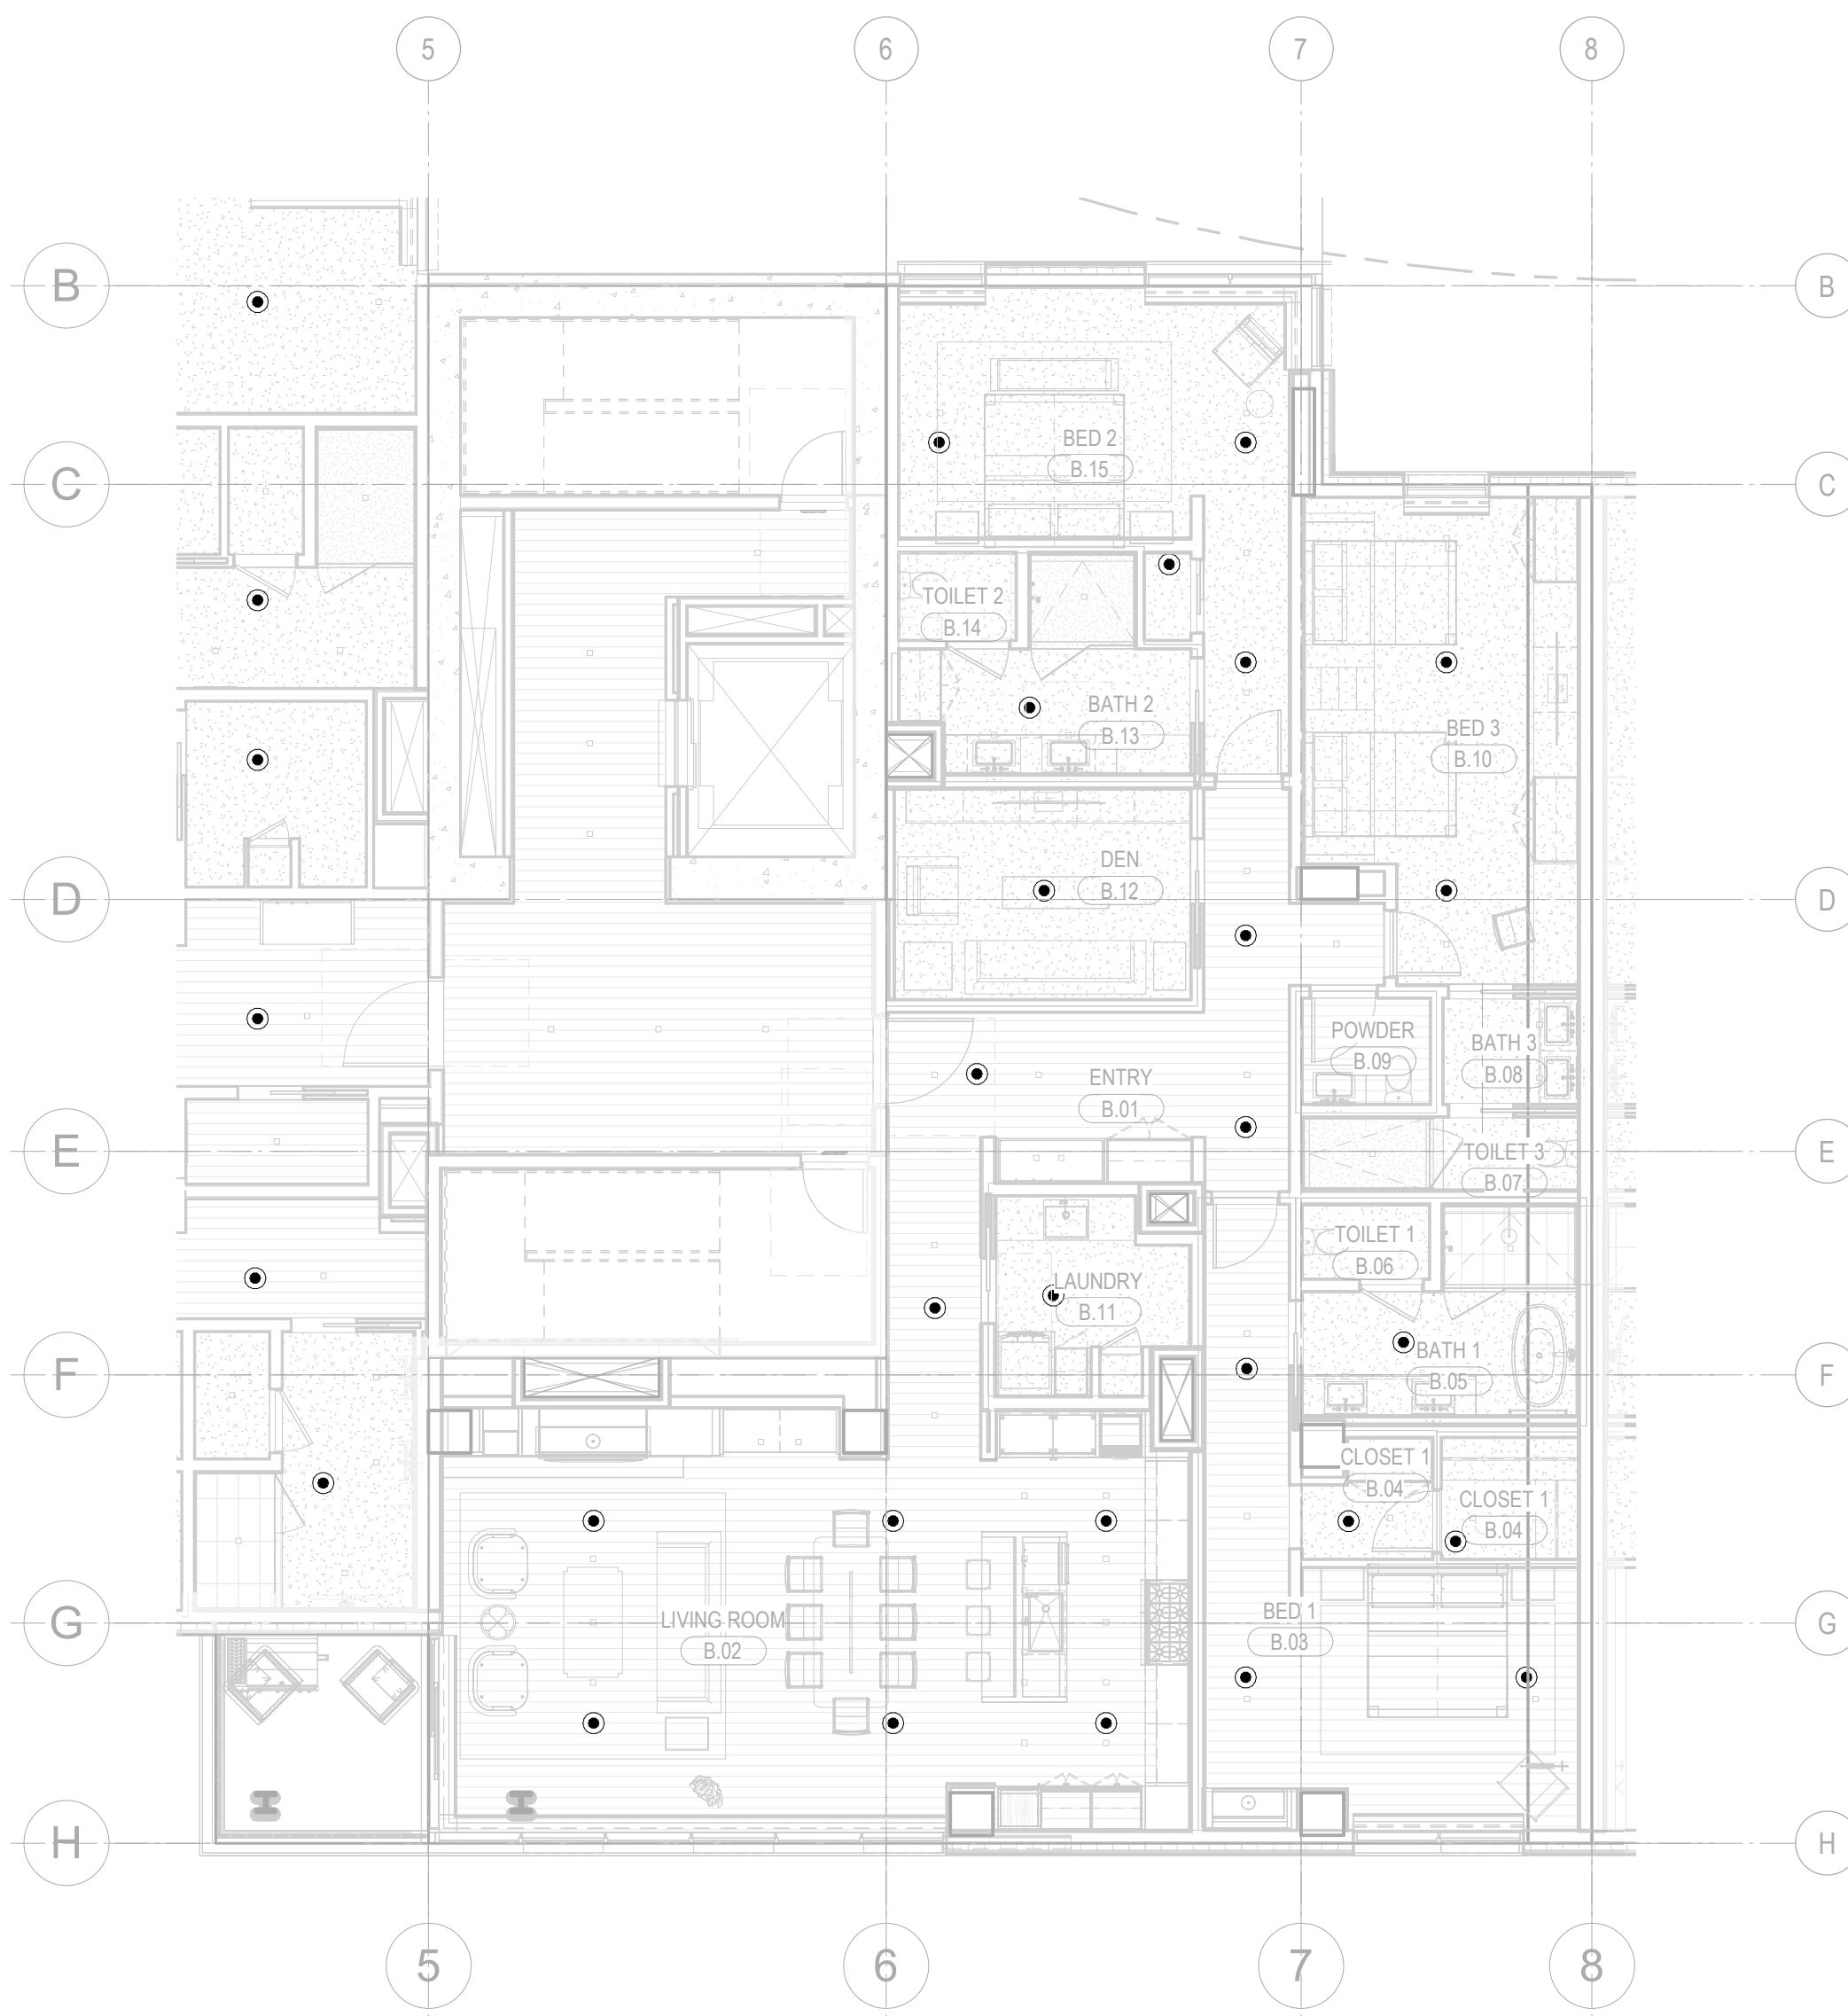 5 6 7 8
B B
BED 2
B.15
C C
TOILET 2
B.14
BATH 2
B.13
BED 3
B.10
DEN
B.12
D D
POWDER
B.09
BATH 3
B.08
ENTRY
B.01
E E
TOILET 3
B.07
TOILET 1
B.06
LAUNDRY
B.11
BATH 1
B.05
F F
CLOSET 1
B.04
CLOSET 1
B.04
G G
LIVING ROOM
B.02
BED 1
B.03
H H
5 6 7 8